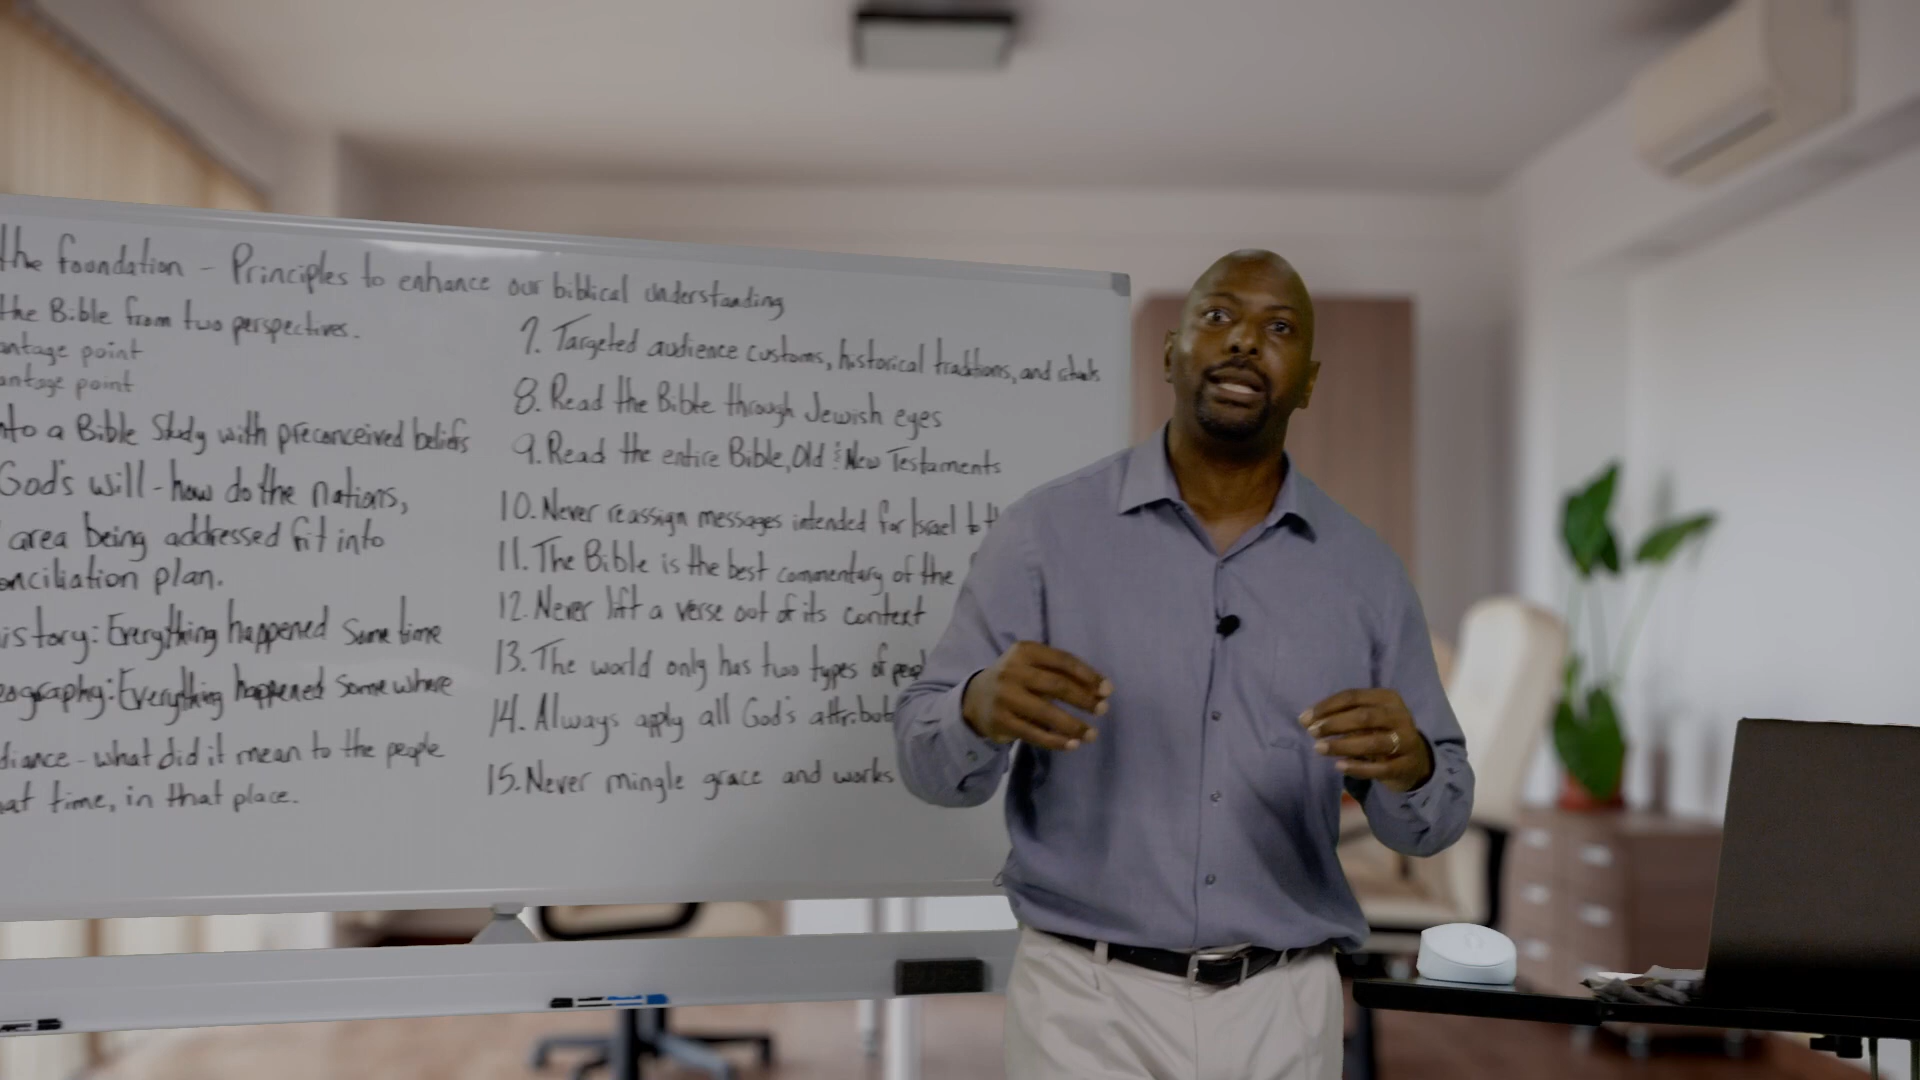 the foundation - Principles to enhance our biblical understanding
the Bible from two perspectives.
antage point
antage point
nto a Bible Study with preconceived beliefs
God's will - how do the nations,
area being addressed fit into
onciliation plan.
istory: Everything happened Some time
eography: Everything happened Some where
diance - what did it mean to the people
at time, in that place.
7. Targeted audience customs, historical traditions, and
8. Read the Bible through Jewish eyes
9. Read the entire Bible, Old & New Testaments
10. Never reassign messages intended for Israel to th
11. The Bible is the best commentary of the
12. Never lift a verse out of its context
13. The world only has two types of peopl
14. Always apply all God's attribut
15. Never mingle grace and works